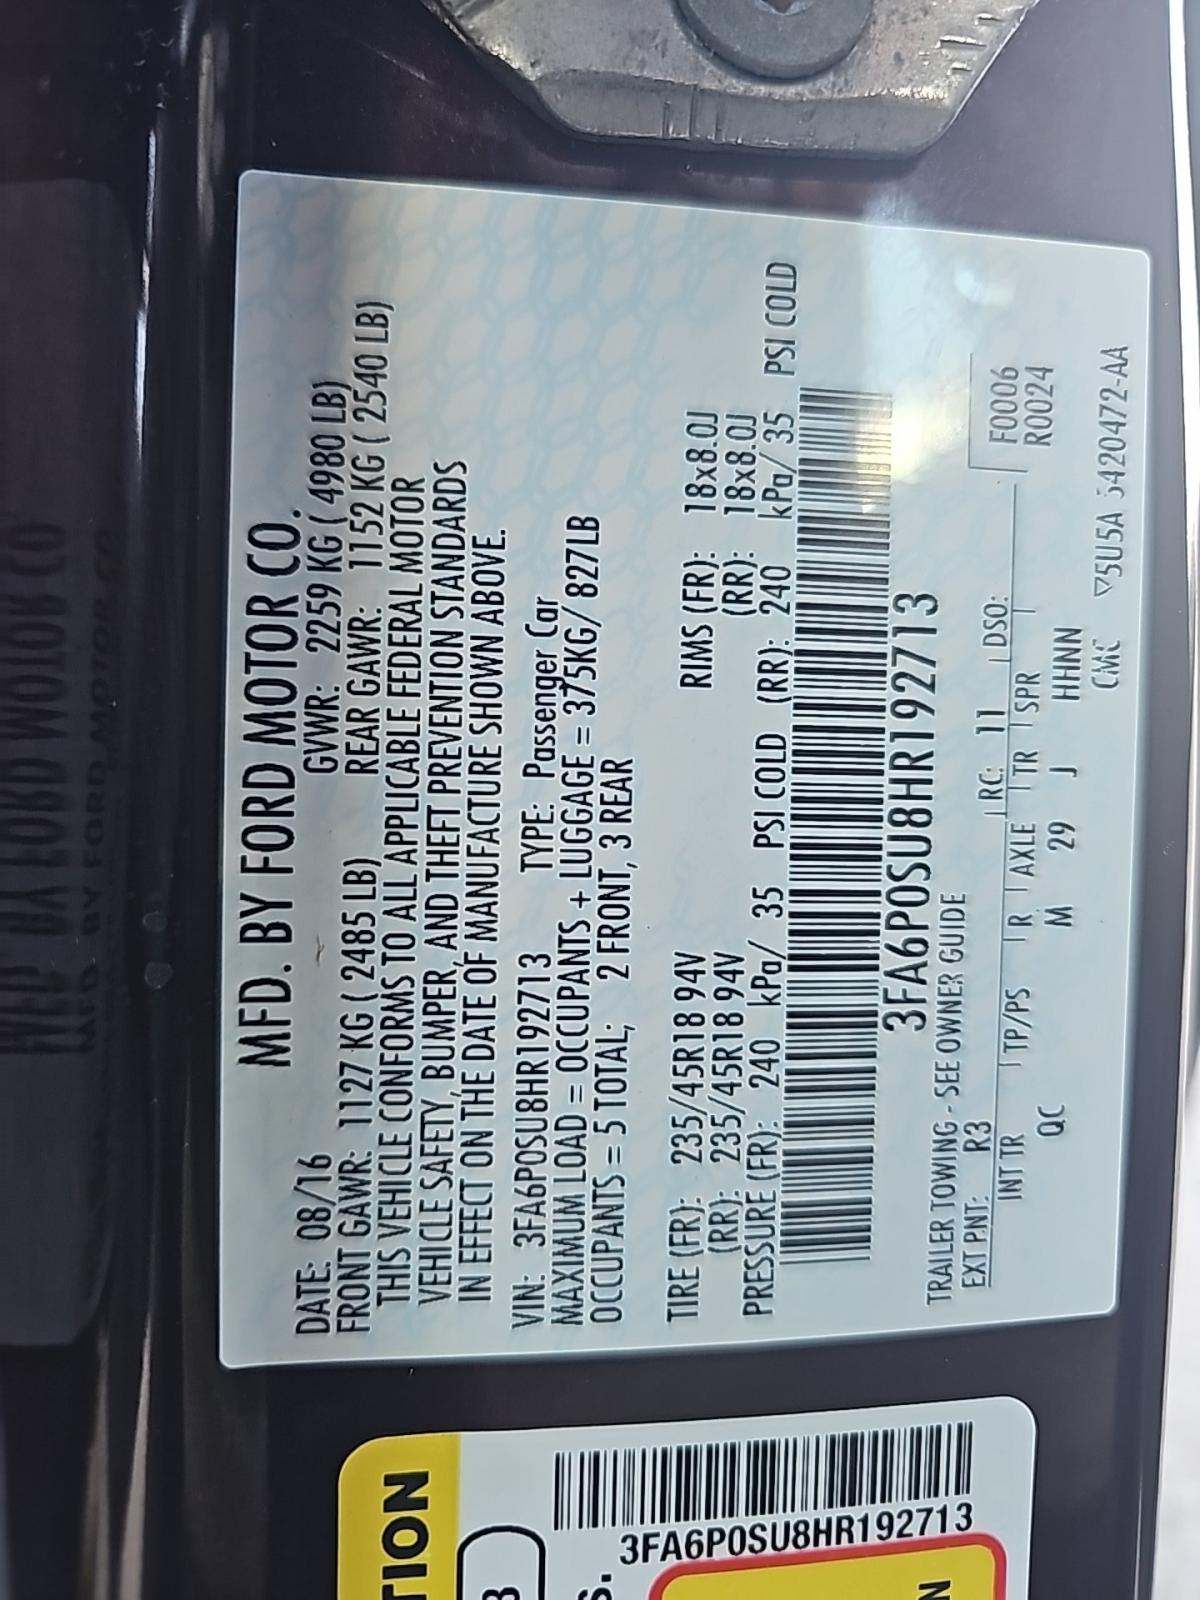 MFD. BY FORD MOTOR CO.
DATE: 08/16 GVWR: 2259 KG ( 4980 LB)
FRONT GAWR: 1127 KG ( 2485 LB) REAR GAWR: 1152 KG ( 2540 LB)
THIS VEHICLE CONFORMS TO ALL APPLICABLE FEDERAL MOTOR
VEHICLE SAFETY, BUMPER, AND THEFT PREVENTION STANDARDS
IN EFFECT ON THE DATE OF MANUFACTURE SHOWN ABOVE.
VIN: 3FA6P0SU8HR192713 TYPE: Passenger Car
MAXIMUM LOAD = OCCUPANTS + LUGGAGE = 375KG/ 827LB
OCCUPANTS = 5 TOTAL; 2 FRONT, 3 REAR
TIRE (FR): 235/45R18 94V RIMS (FR): 18x8.0J
(RR): 235/45R18 94V (RR): 18x8.0J
PRESSURE (FR): 240 kPa/ 35 PSI COLD (RR): 240 kPa/ 35 PSI COLD
3FA6P0SU8HR192713
TRAILER TOWING - SEE OWNER GUIDE
EXT PNT: R3 RC: 11 DSO: F0006
R0024
INT TR TP/PS R AXLE TR SPR
QC M 29 J HHNN
▽5U5A 5420472-AA
TION
3
S.
3FA6P0SU8HR192713
N